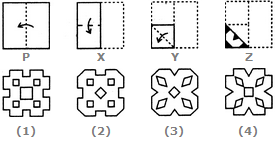 P X Y Z
(1) (2) (3) (4)